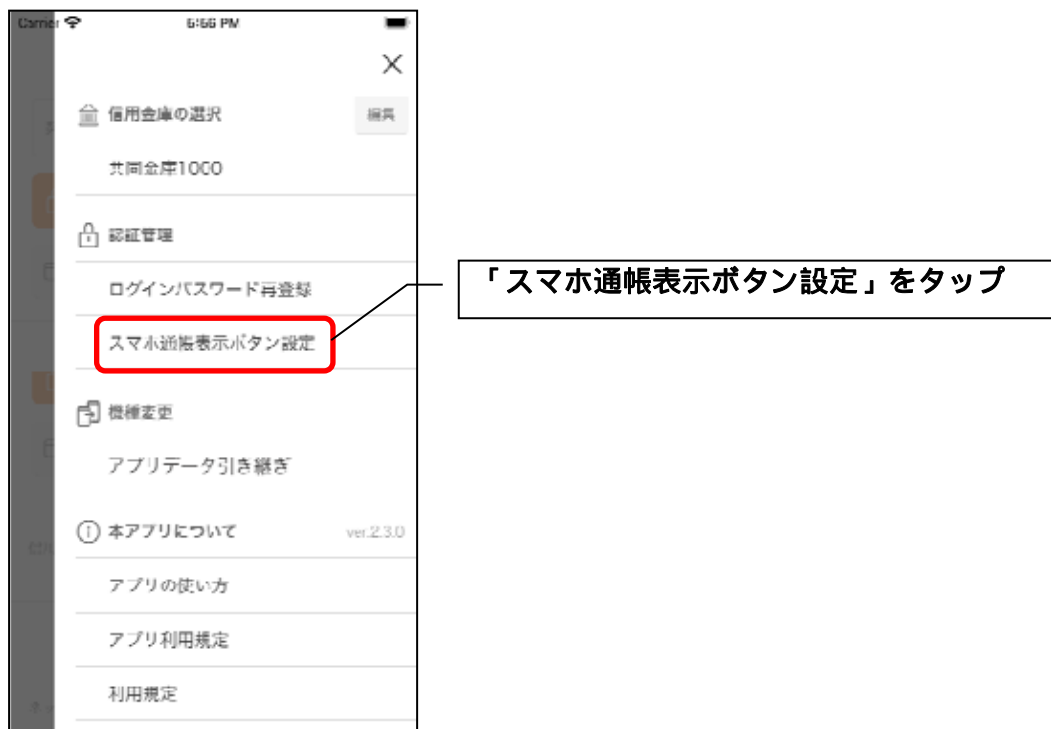 Carrier 5:55 PM
信用金庫の選択 編集
共同金庫1000
認証管理
ログインパスワード再登録
スマホ通帳表示ボタン設定
「スマホ通帳表示ボタン設定」をタップ
機種変更
アプリデータ引き継ぎ
本アプリについて ver.2.3.0
アプリの使い方
アプリ利用規定
利用規定